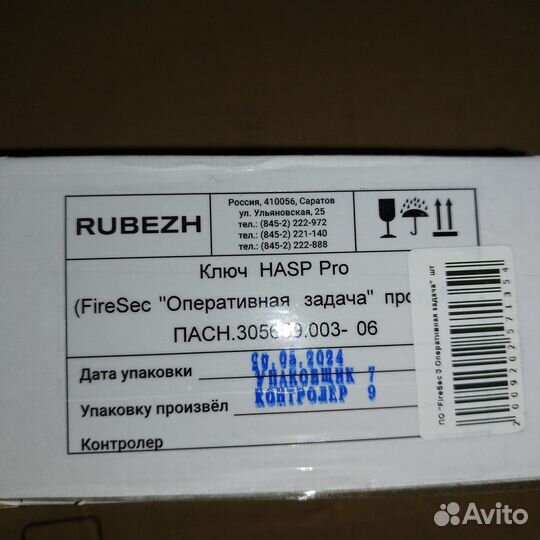 RUBEZH
Россия, 410056, Саратов
ул. Ульяновская, 25
тел.: (845-2) 222-972
тел.: (845-2) 221-140
тел.: (845-2) 222-888
Ключ HASP Pro
(FireSec "Оперативная задача"
ПАСН. .003- 06
Дата упаковки
.05.2024
Упаковку произвёл
УПАКОВЩИК 7
Контролер
КОНТРОЛЕР 9
ПО "FireSec 3 Оперативная задача" шт
2009202571354
Avito